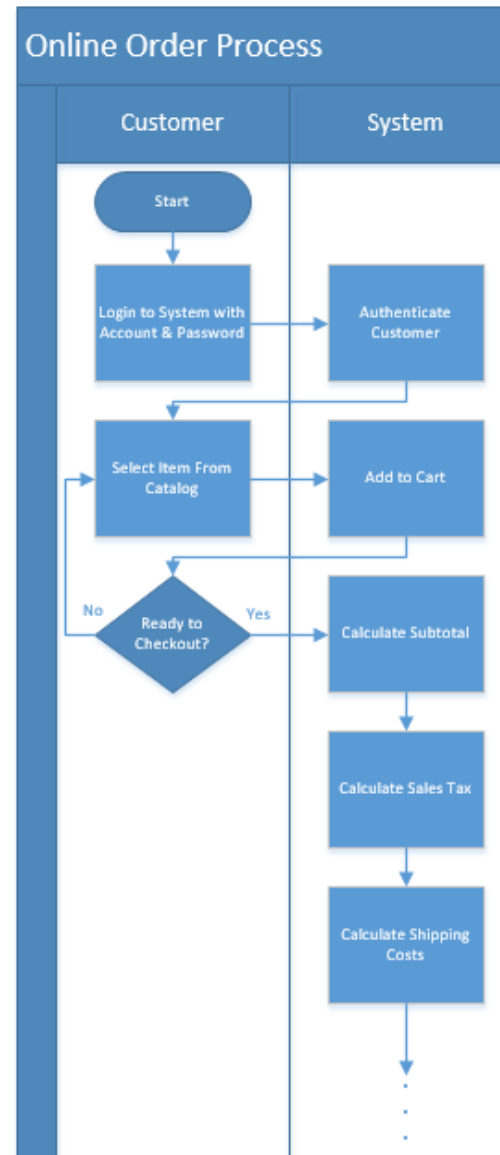 Online Order Process
Customer
System
Start
Login to System with
Account & Password
Authenticate
Customer
Select Item From
Catalog
Add to Cart
No
Ready to
Checkout?
Yes
Calculate Subtotal
Calculate Sales Tax
Calculate Shipping
Costs
.
.
.